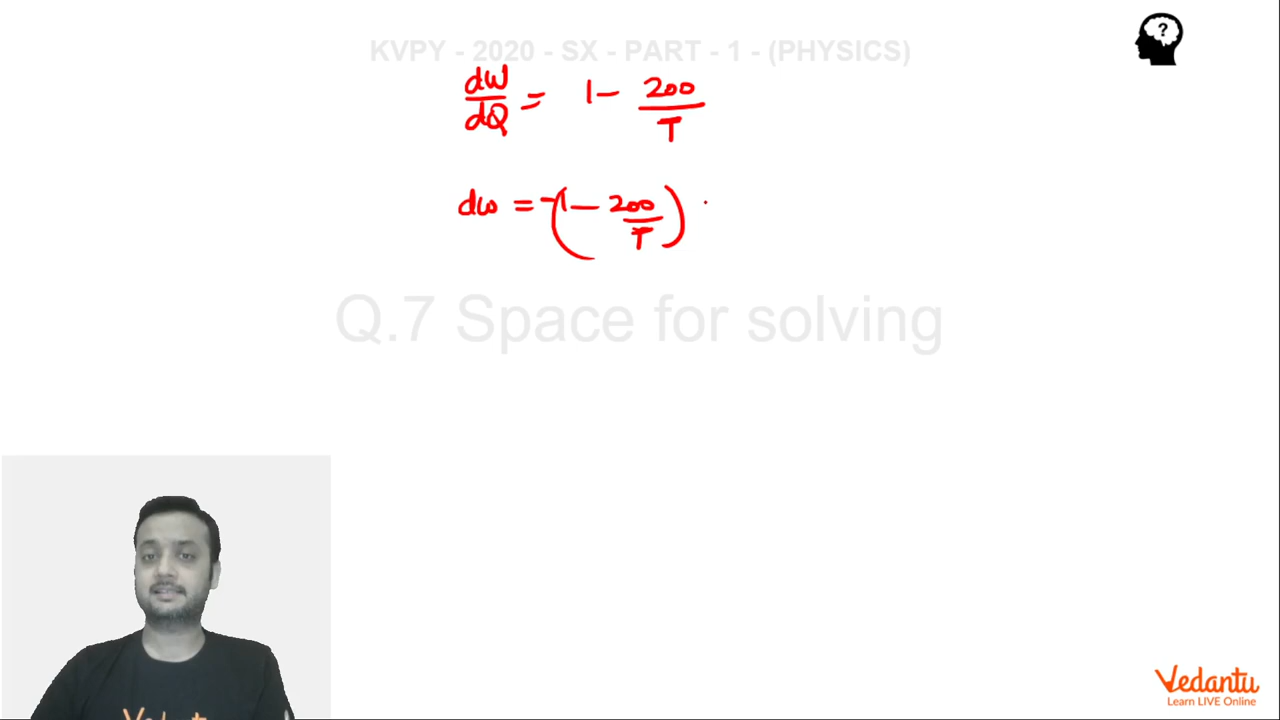 KVPY - 2020 - SX - PART - 1 - (PHYSICS)
?
dW/dQ = 1 - 200/T
dw = (1 - 200/T)
Q.7 Space for solving
Vedantu
Vedantu
Learn LIVE Online